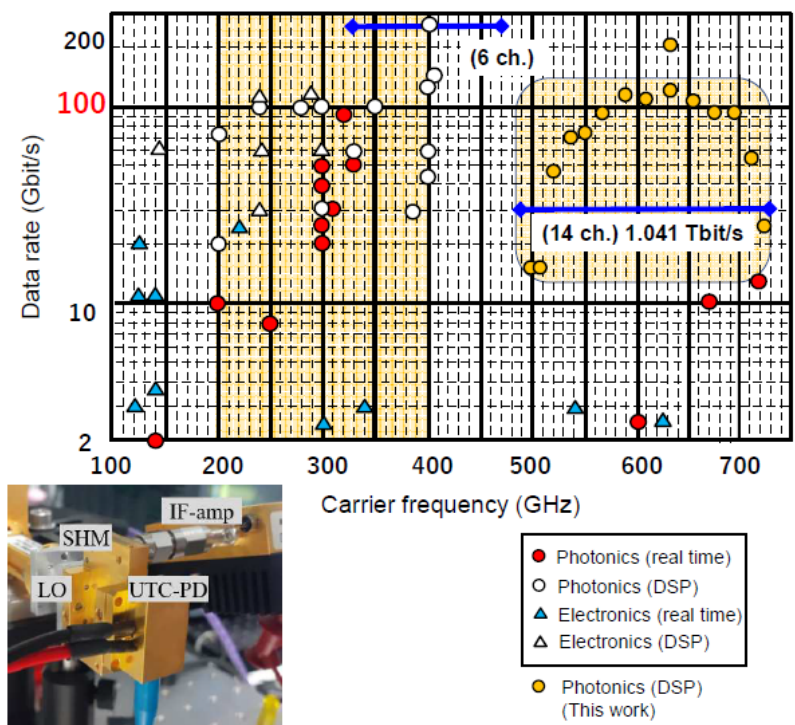 200
(6 ch.)
100
Data rate (Gbit/s)
(14 ch.) 1.041 Tbit/s
10
2
100
200
300
400
500
600
700
Carrier frequency (GHz)
IF-amp
SHM
LO
UTC-PD
Photonics (real time)
Photonics (DSP)
Electronics (real time)
Electronics (DSP)
Photonics (DSP)
(This work)